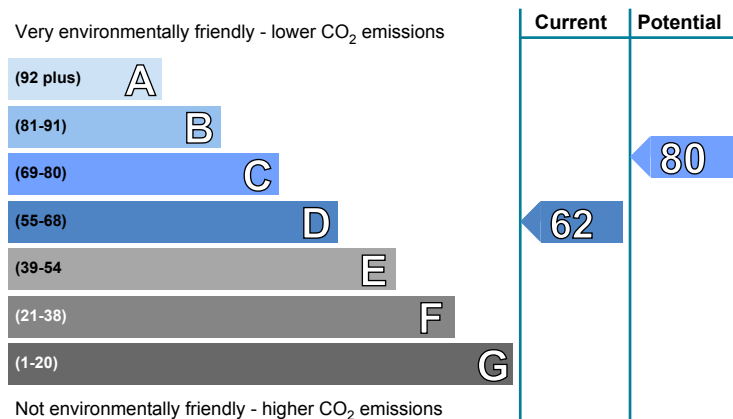 Current Potential
Very environmentally friendly - lower CO₂ emissions
(92 plus) A
(81-91) B
(69-80) C
80
(55-68) D
62
(39-54 E
(21-38) F
(1-20) G
Not environmentally friendly - higher CO₂ emissions